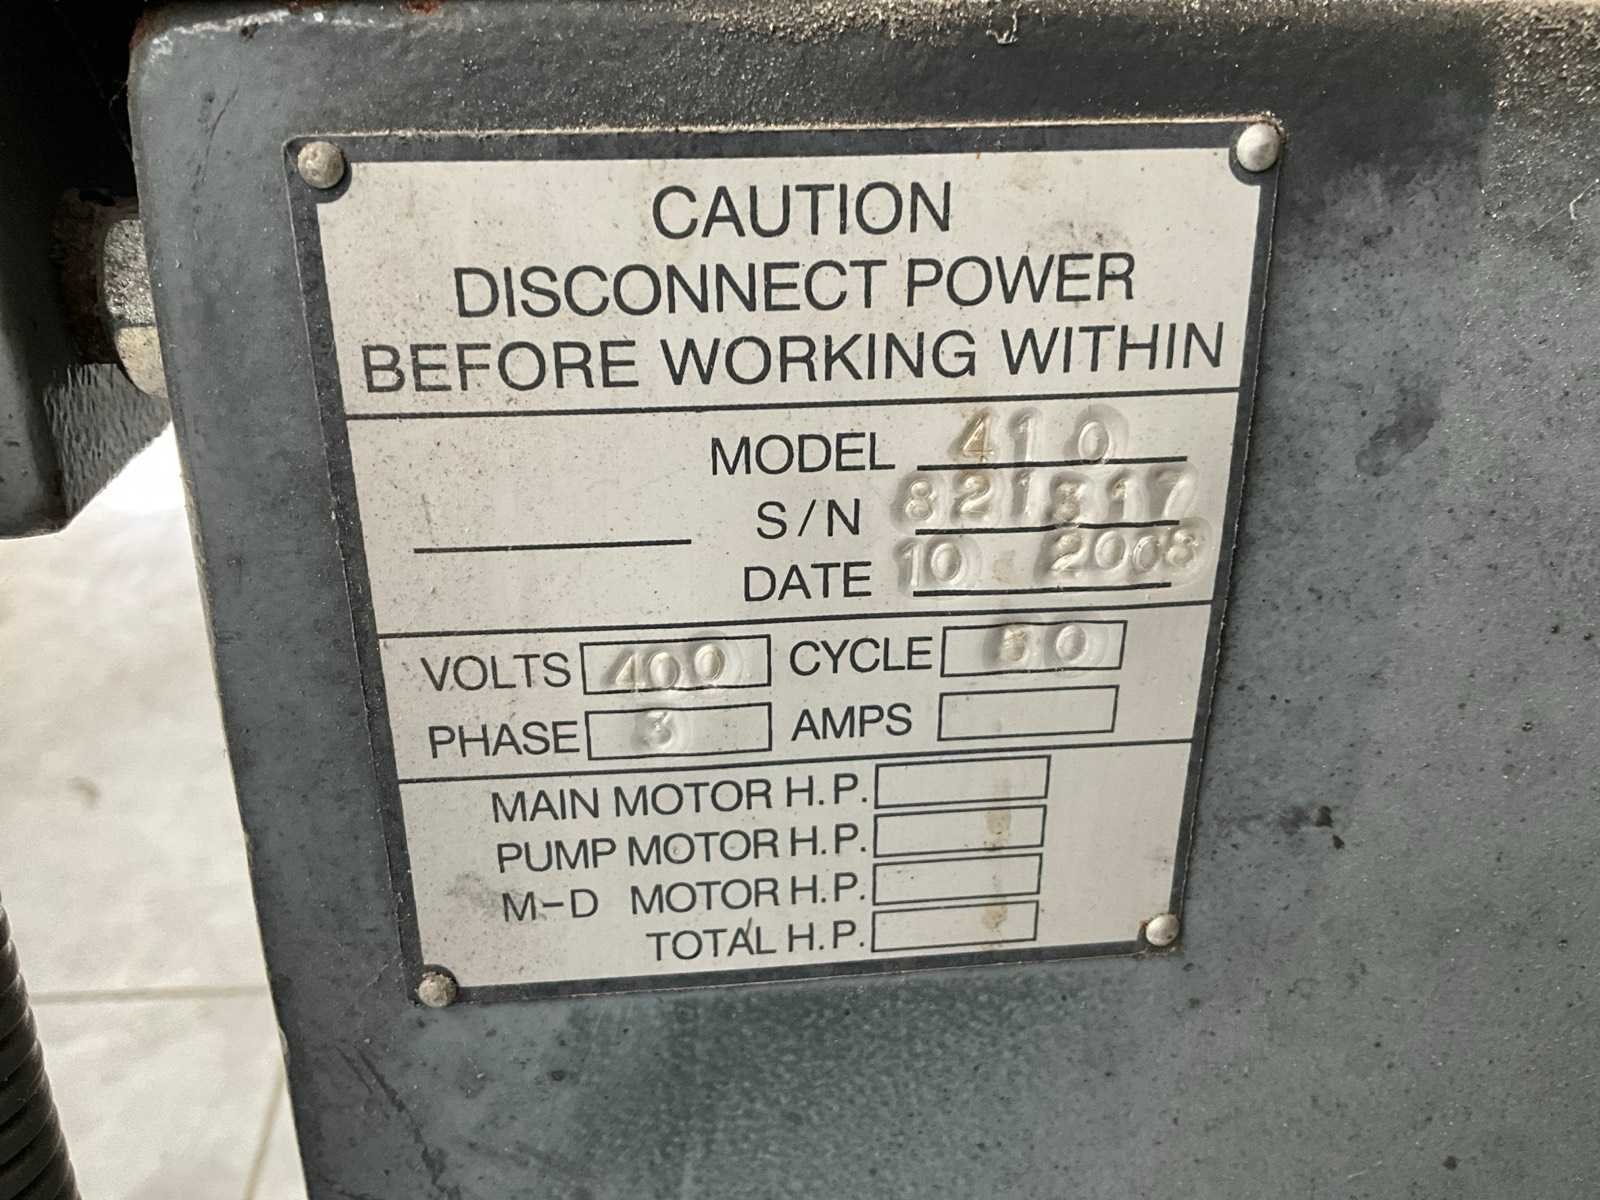 CAUTION
DISCONNECT POWER
BEFORE WORKING WITHIN
MODEL 410
S/N 821317
DATE 10 2008
VOLTS 400 CYCLE 50
PHASE 3 AMPS
MAIN MOTOR H.P.
PUMP MOTOR H.P.
M-D MOTOR H.P.
TOTAL H.P.